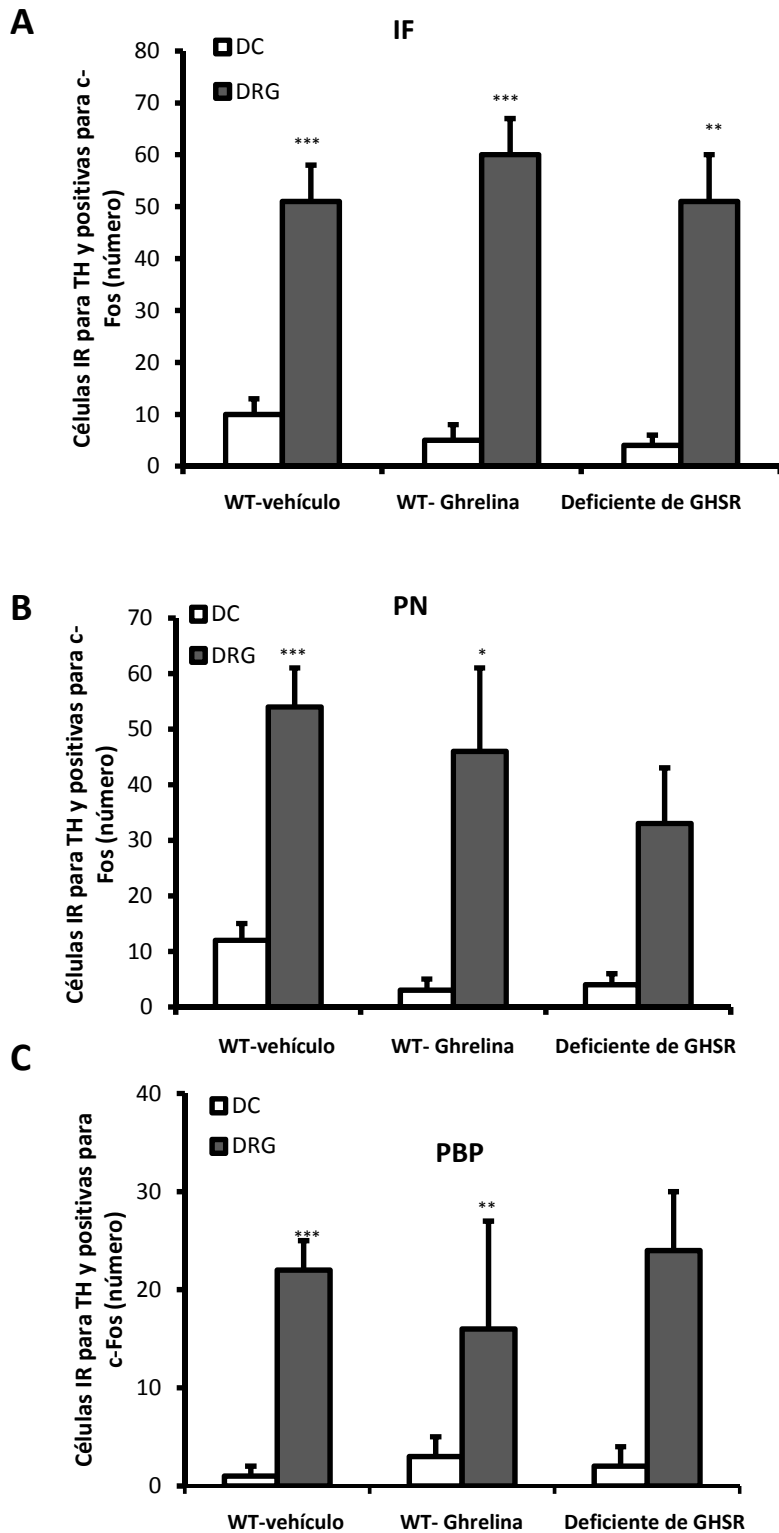 A
IF
DC
DRG
Células IR para TH y positivas para c-
Fos (número)
80
70
60
50
40
30
20
10
0
***
***
**
WT-vehículo
WT- Ghrelina
Deficiente de GHSR
B
PN
DC
DRG
Células IR para TH y positivas para c-
Fos (número)
70
60
50
40
30
20
10
0
***
*
WT-vehículo
WT- Ghrelina
Deficiente de GHSR
C
PBP
DC
DRG
Células IR para TH y positivas para
c-Fos (número)
40
30
20
10
0
***
**
WT-vehículo
WT- Ghrelina
Deficiente de GHSR